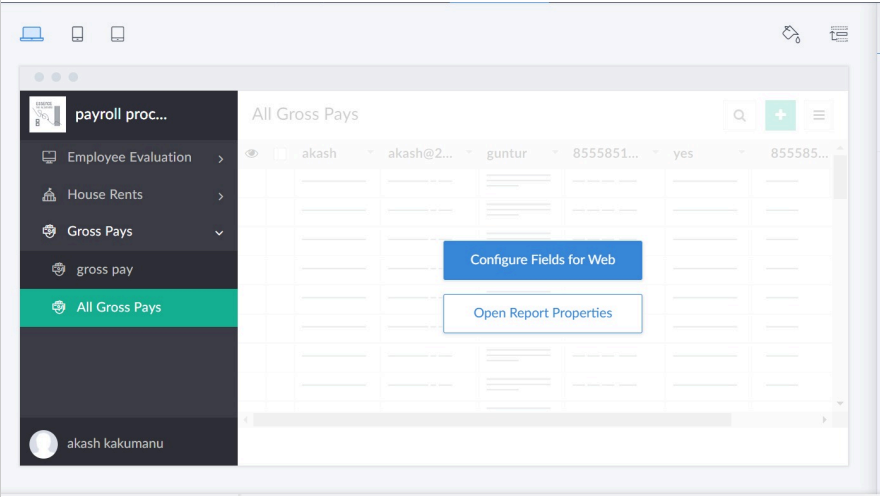 payroll proc...
All Gross Pays
Employee Evaluation
akash
akash@2...
guntur
8555851...
yes
855585...
House Rents
Gross Pays
gross pay
All Gross Pays
Configure Fields for Web
Open Report Properties
akash kakumanu